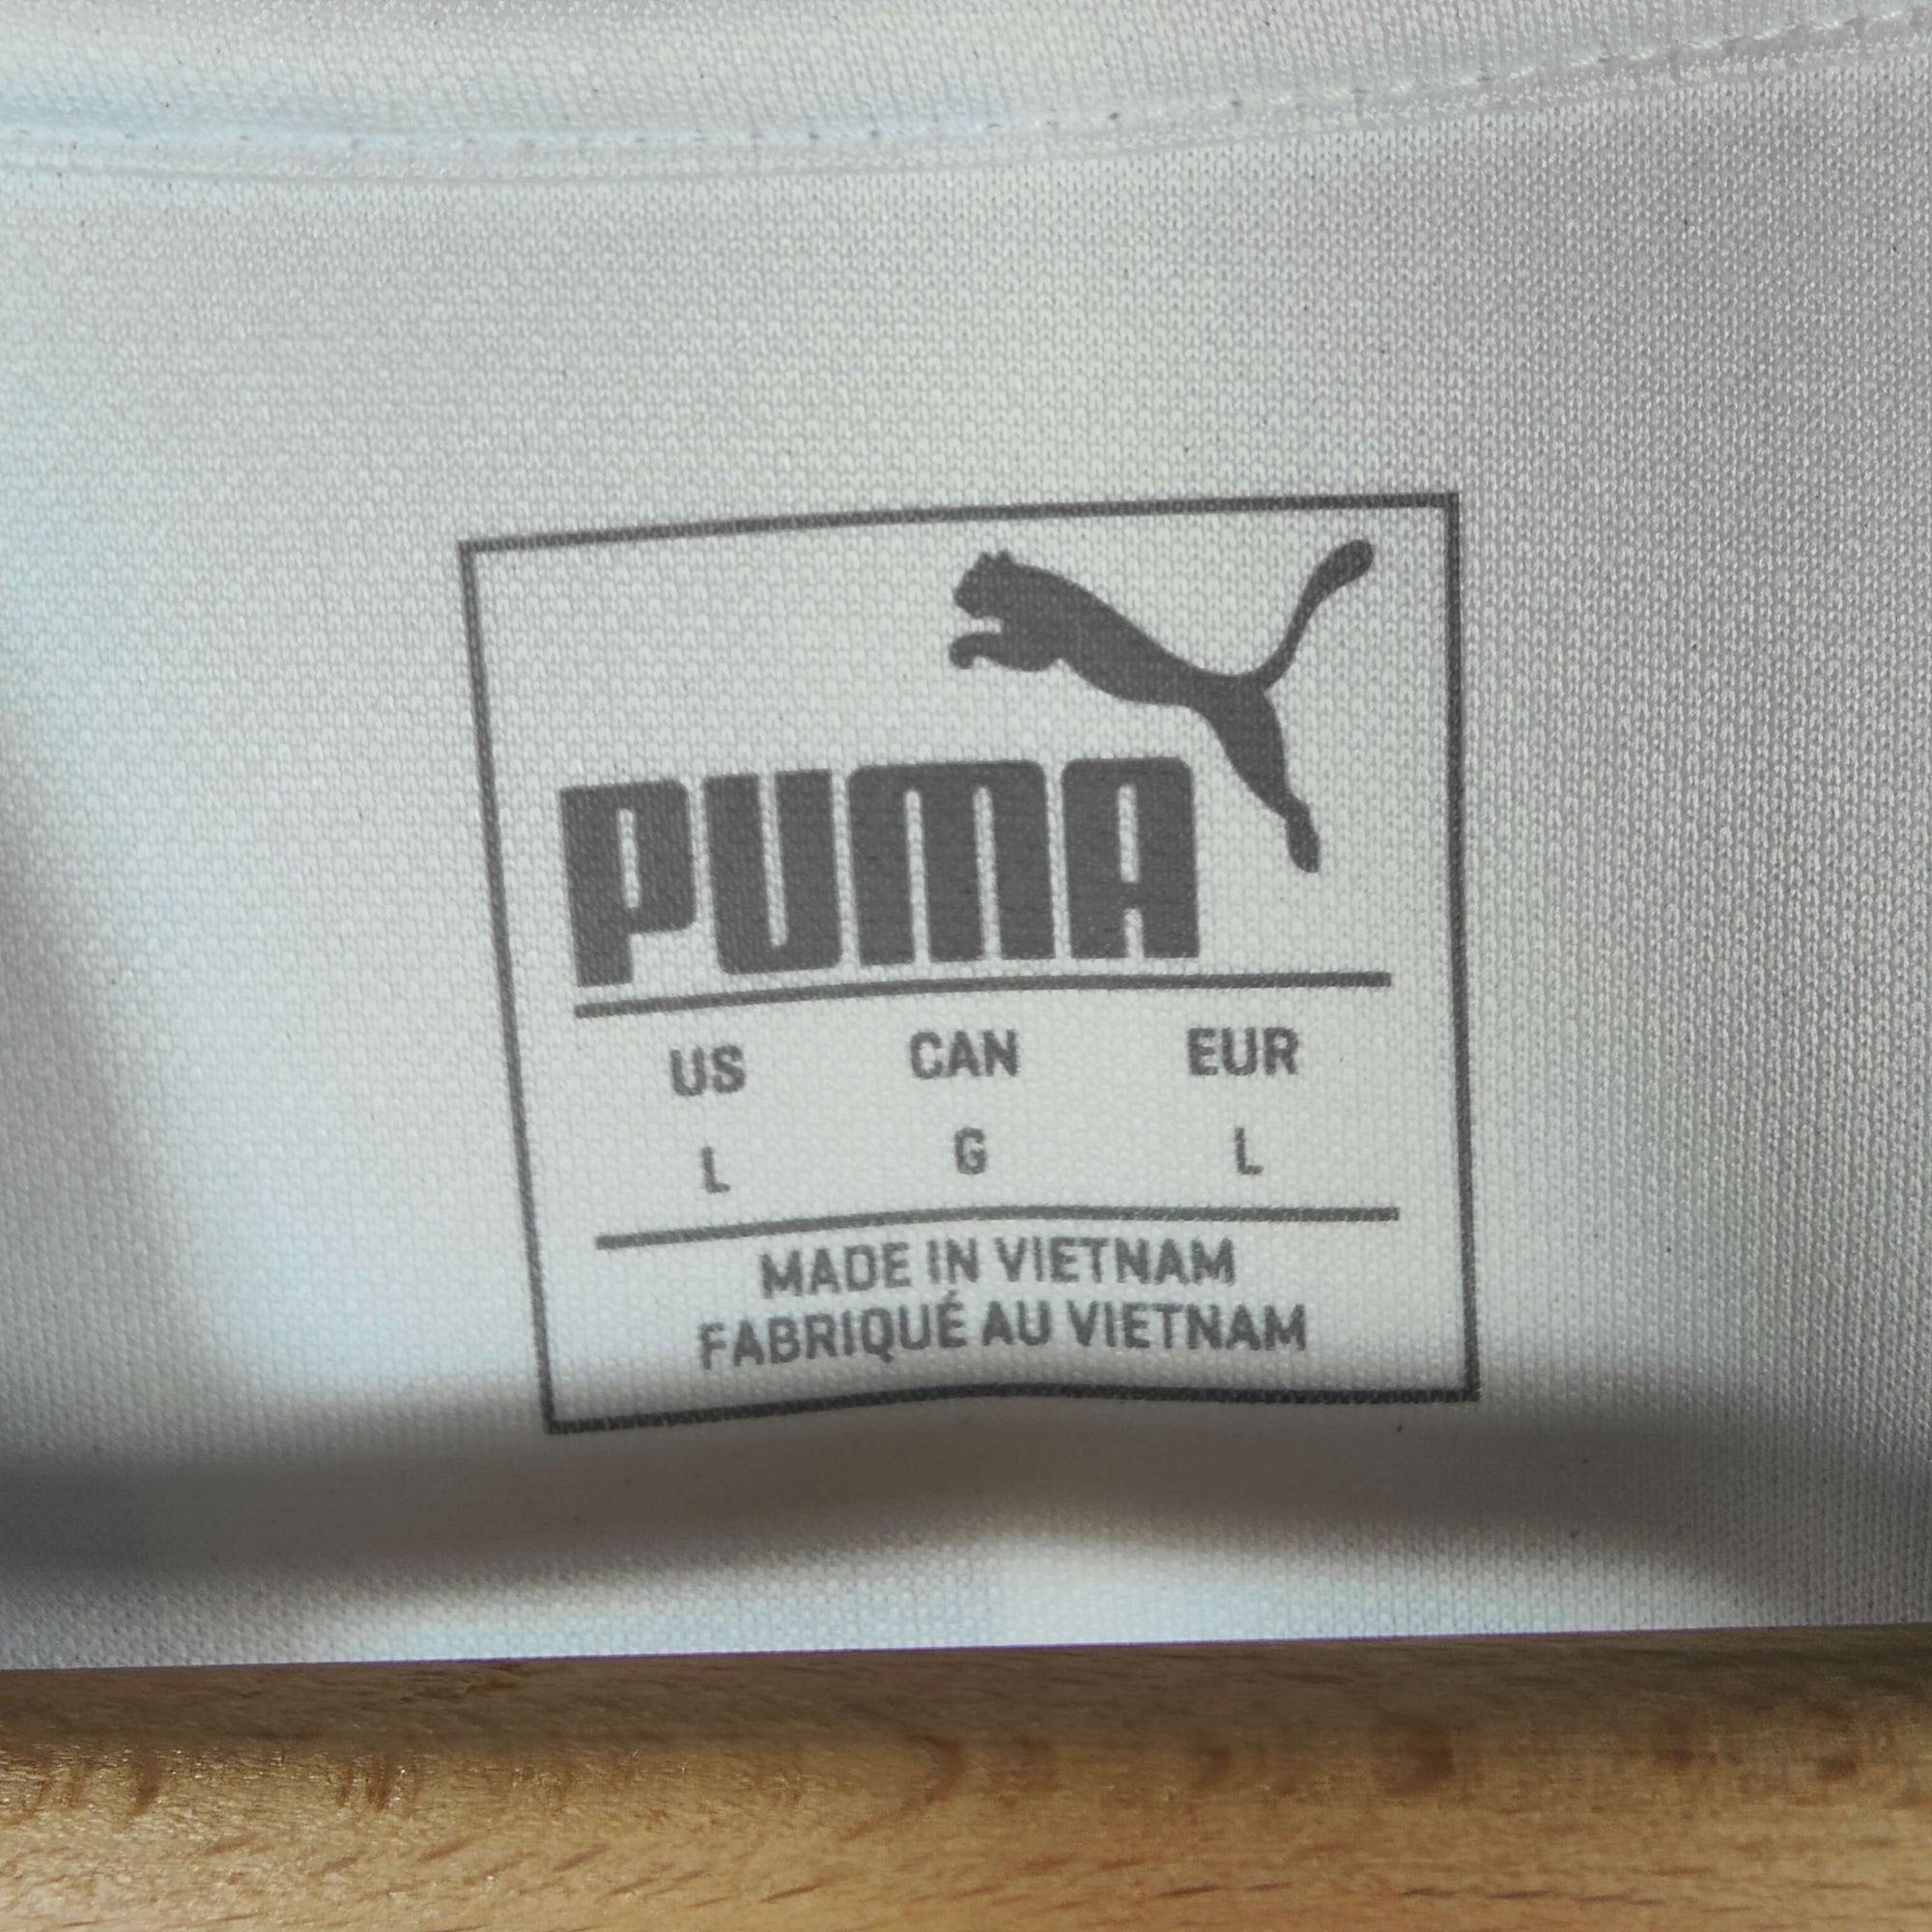 PUMA
US CAN EUR
L G L
MADE IN VIETNAM
FABRIQUÉ AU VIETNAM